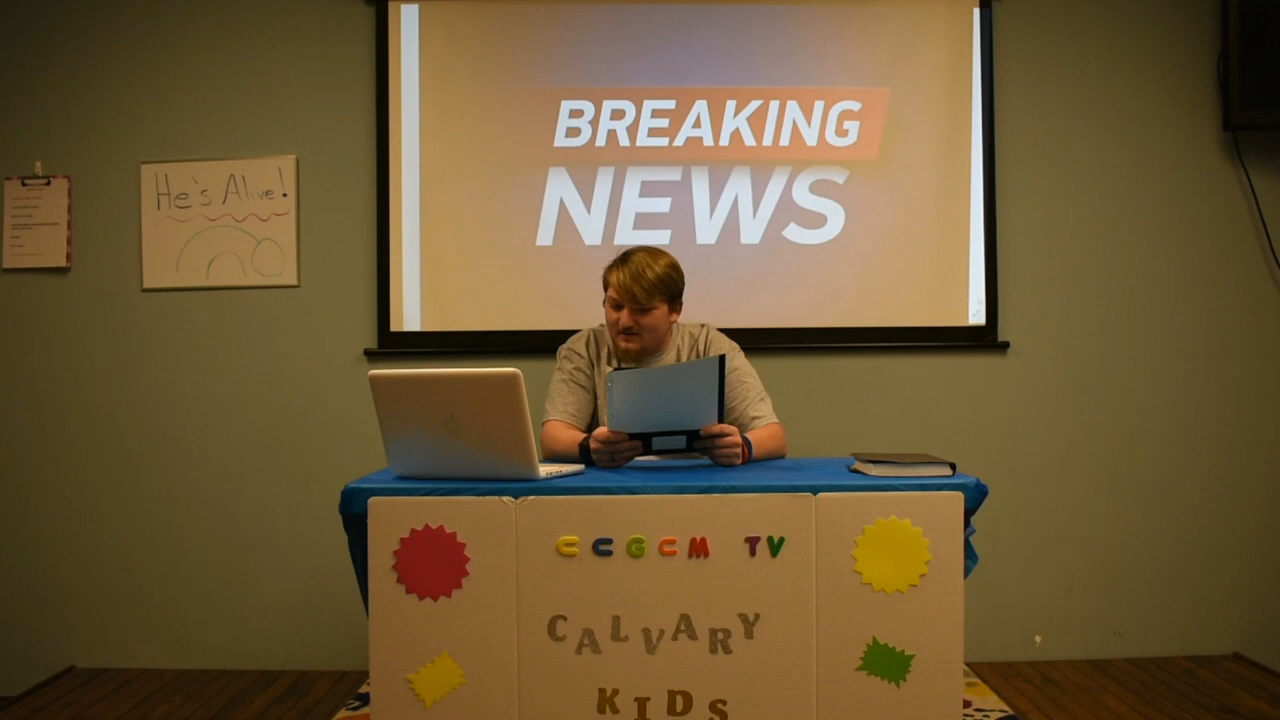 BREAKING
NEWS
He's Alive!
CCGCM TV
CALVARY
KIDS